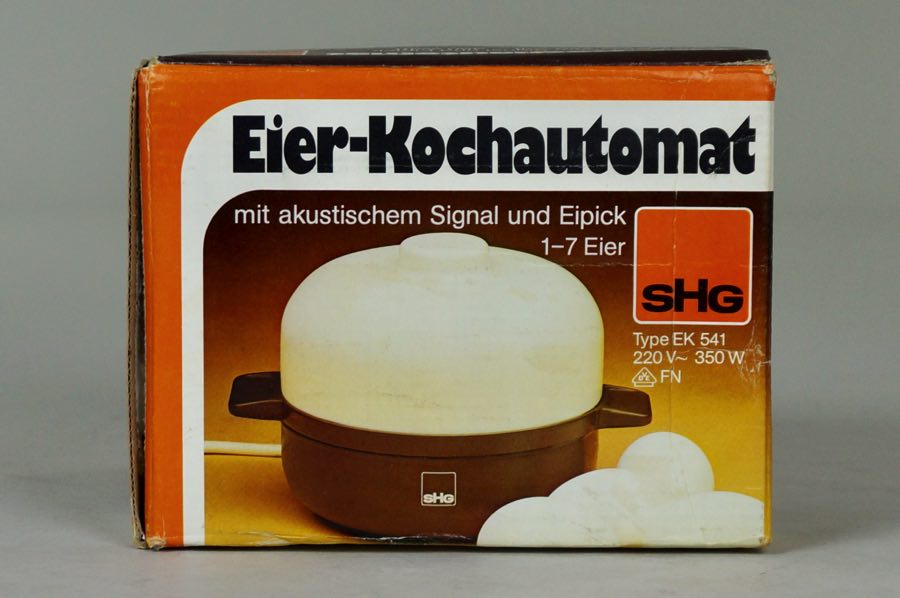 Eier-Kochautomat
mit akustischem Signal und Eipick
1-7 Eier
SHG
Type EK 541
220 V~ 350 W
FN
SHG